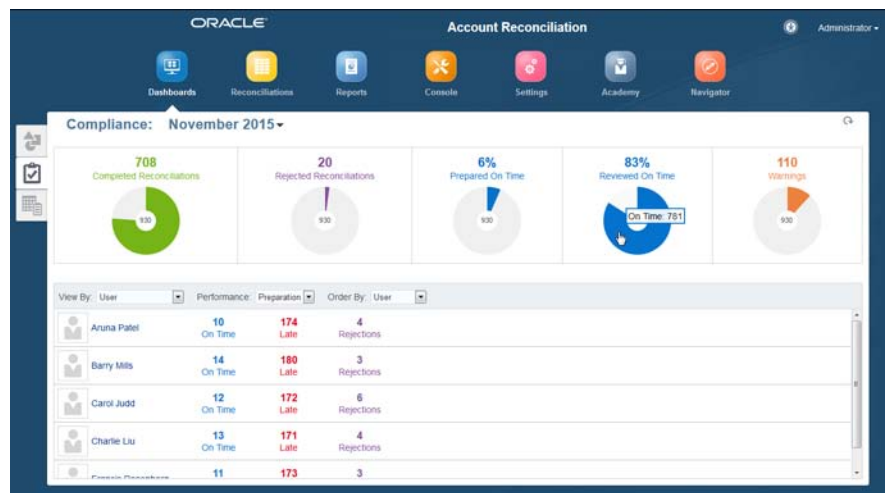 ORACLE
Account Reconciliation
Administrator
Dashboards Reconciliations Reports Console Settings Academy Navigator
Compliance: November 2015
708 20 6% 83% 110
Completed Reconciliations Rejected Reconciliations Prepared On Time Reviewed On Time Warnings
930 930 930 On Time: 781 930
View By: User Performance: Preparation Order By: User
Aruna Patel 10 On Time 174 Late 4 Rejections
Barry Mills 14 On Time 180 Late 3 Rejections
Carol Judd 12 On Time 172 Late 6 Rejections
Charlie Liu 13 On Time 171 Late 4 Rejections
11 173 3